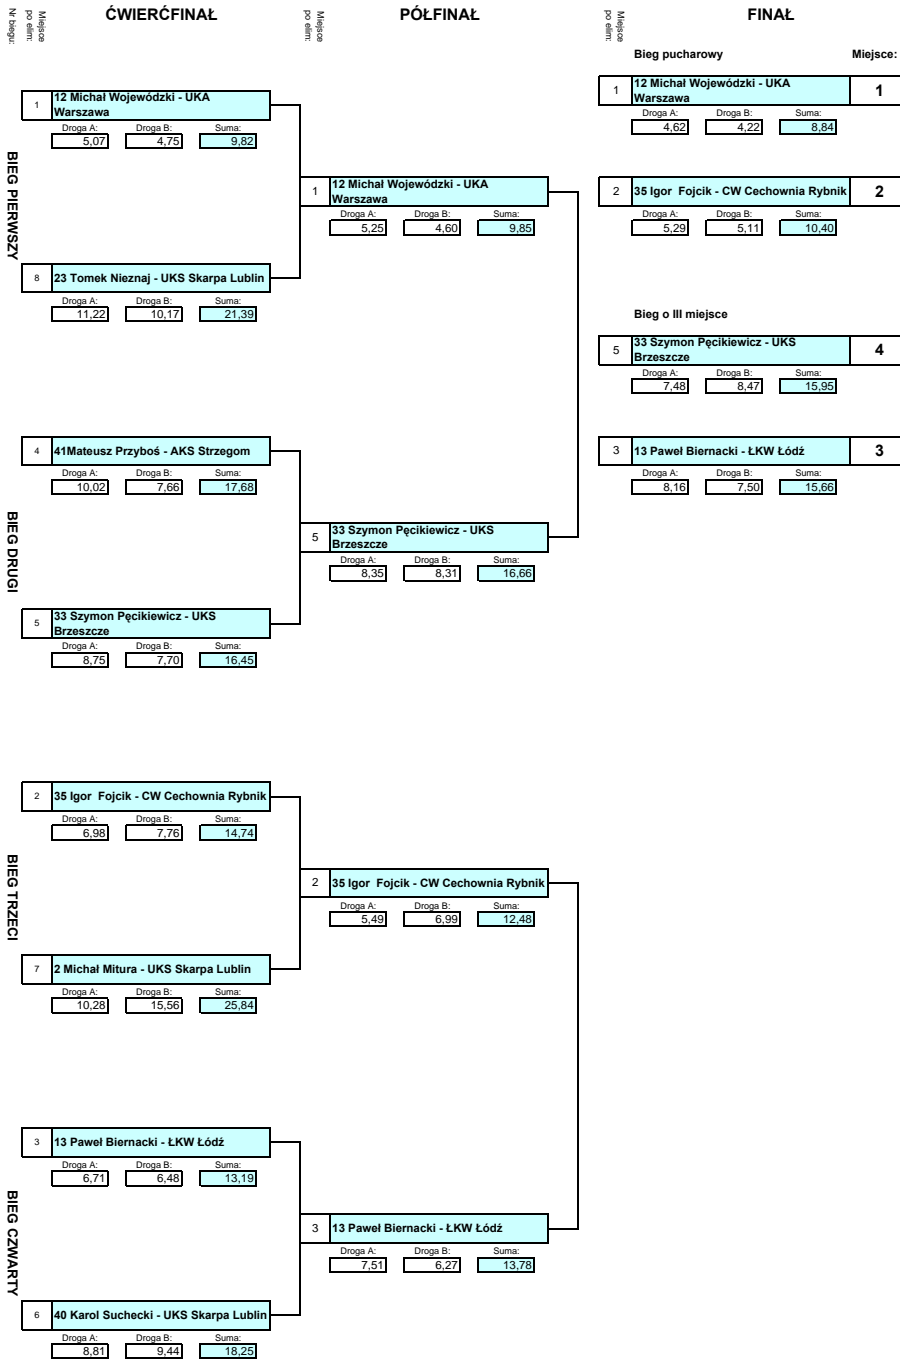 Nr biegu:
Miejsce
po elim:
ĆWIERĆFINAŁ
Miejsce
po elim:
PÓŁFINAŁ
Miejsce
po elim:
FINAŁ
Bieg pucharowy Miejsce:
BIEG PIERWSZY
1 12 Michał Wojewódzki - UKA
Warszawa
Droga A: Droga B: Suma:
5,07 4,75 9,82
8 23 Tomek Nieznaj - UKS Skarpa Lublin
Droga A: Droga B: Suma:
11,22 10,17 21,39
BIEG DRUGI
4 41Mateusz Przyboś - AKS Strzegom
Droga A: Droga B: Suma:
10,02 7,66 17,68
5 33 Szymon Pęcikiewicz - UKS
Brzeszcze
Droga A: Droga B: Suma:
8,75 7,70 16,45
BIEG TRZECI
2 35 Igor  Fojcik - CW Cechownia Rybnik
Droga A: Droga B: Suma:
6,98 7,76 14,74
7 2 Michał Mitura - UKS Skarpa Lublin
Droga A: Droga B: Suma:
10,28 15,56 25,84
BIEG CZWARTY
3 13 Paweł Biernacki - ŁKW Łódź
Droga A: Droga B: Suma:
6,71 6,48 13,19
6 40 Karol Suchecki - UKS Skarpa Lublin
Droga A: Droga B: Suma:
8,81 9,44 18,25
1 12 Michał Wojewódzki - UKA
Warszawa
Droga A: Droga B: Suma:
5,25 4,60 9,85
5 33 Szymon Pęcikiewicz - UKS
Brzeszcze
Droga A: Droga B: Suma:
8,35 8,31 16,66
2 35 Igor  Fojcik - CW Cechownia Rybnik
Droga A: Droga B: Suma:
5,49 6,99 12,48
3 13 Paweł Biernacki - ŁKW Łódź
Droga A: Droga B: Suma:
7,51 6,27 13,78
1 12 Michał Wojewódzki - UKA
Warszawa 1
Droga A: Droga B: Suma:
4,62 4,22 8,84
2 35 Igor  Fojcik - CW Cechownia Rybnik 2
Droga A: Droga B: Suma:
5,29 5,11 10,40
Bieg o III miejsce
5 33 Szymon Pęcikiewicz - UKS
Brzeszcze 4
Droga A: Droga B: Suma:
7,48 8,47 15,95
3 13 Paweł Biernacki - ŁKW Łódź 3
Droga A: Droga B: Suma:
8,16 7,50 15,66